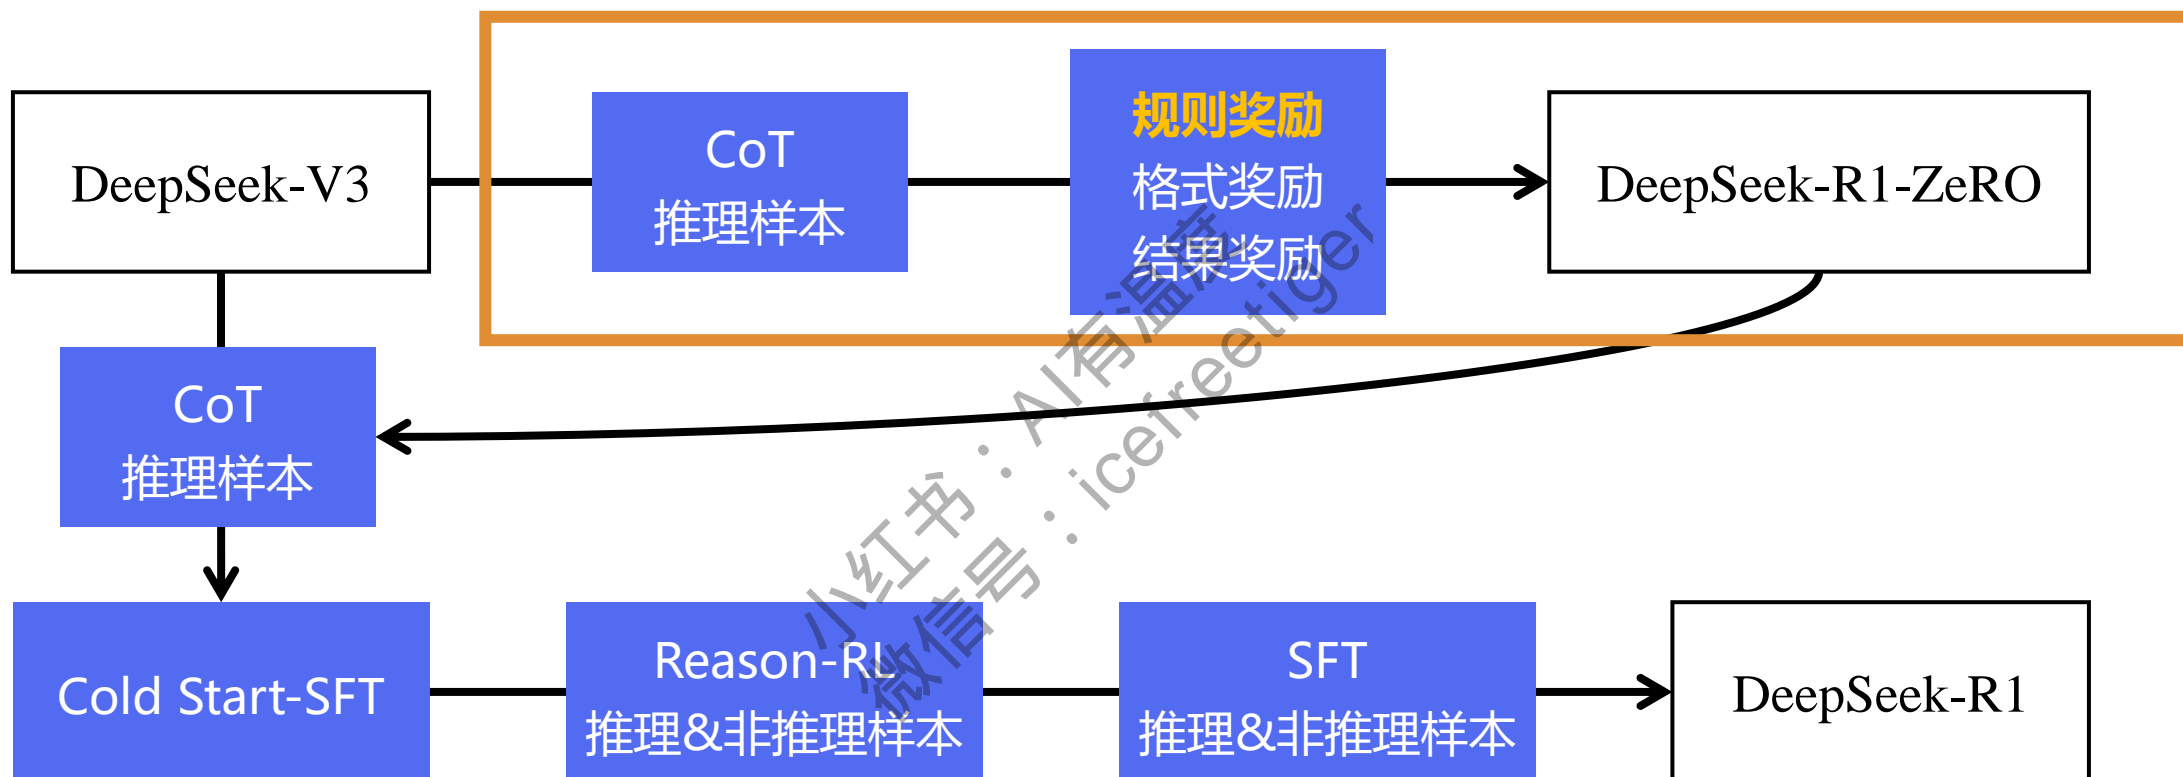 DeepSeek-V3
CoT
推理样本
规则奖励
格式奖励
结果奖励
DeepSeek-R1-ZeRO
CoT
推理样本
Cold Start-SFT
Reason-RL
推理&非推理样本
SFT
推理&非推理样本
DeepSeek-R1
小红书：AI有温度
微信号：icefreetiger